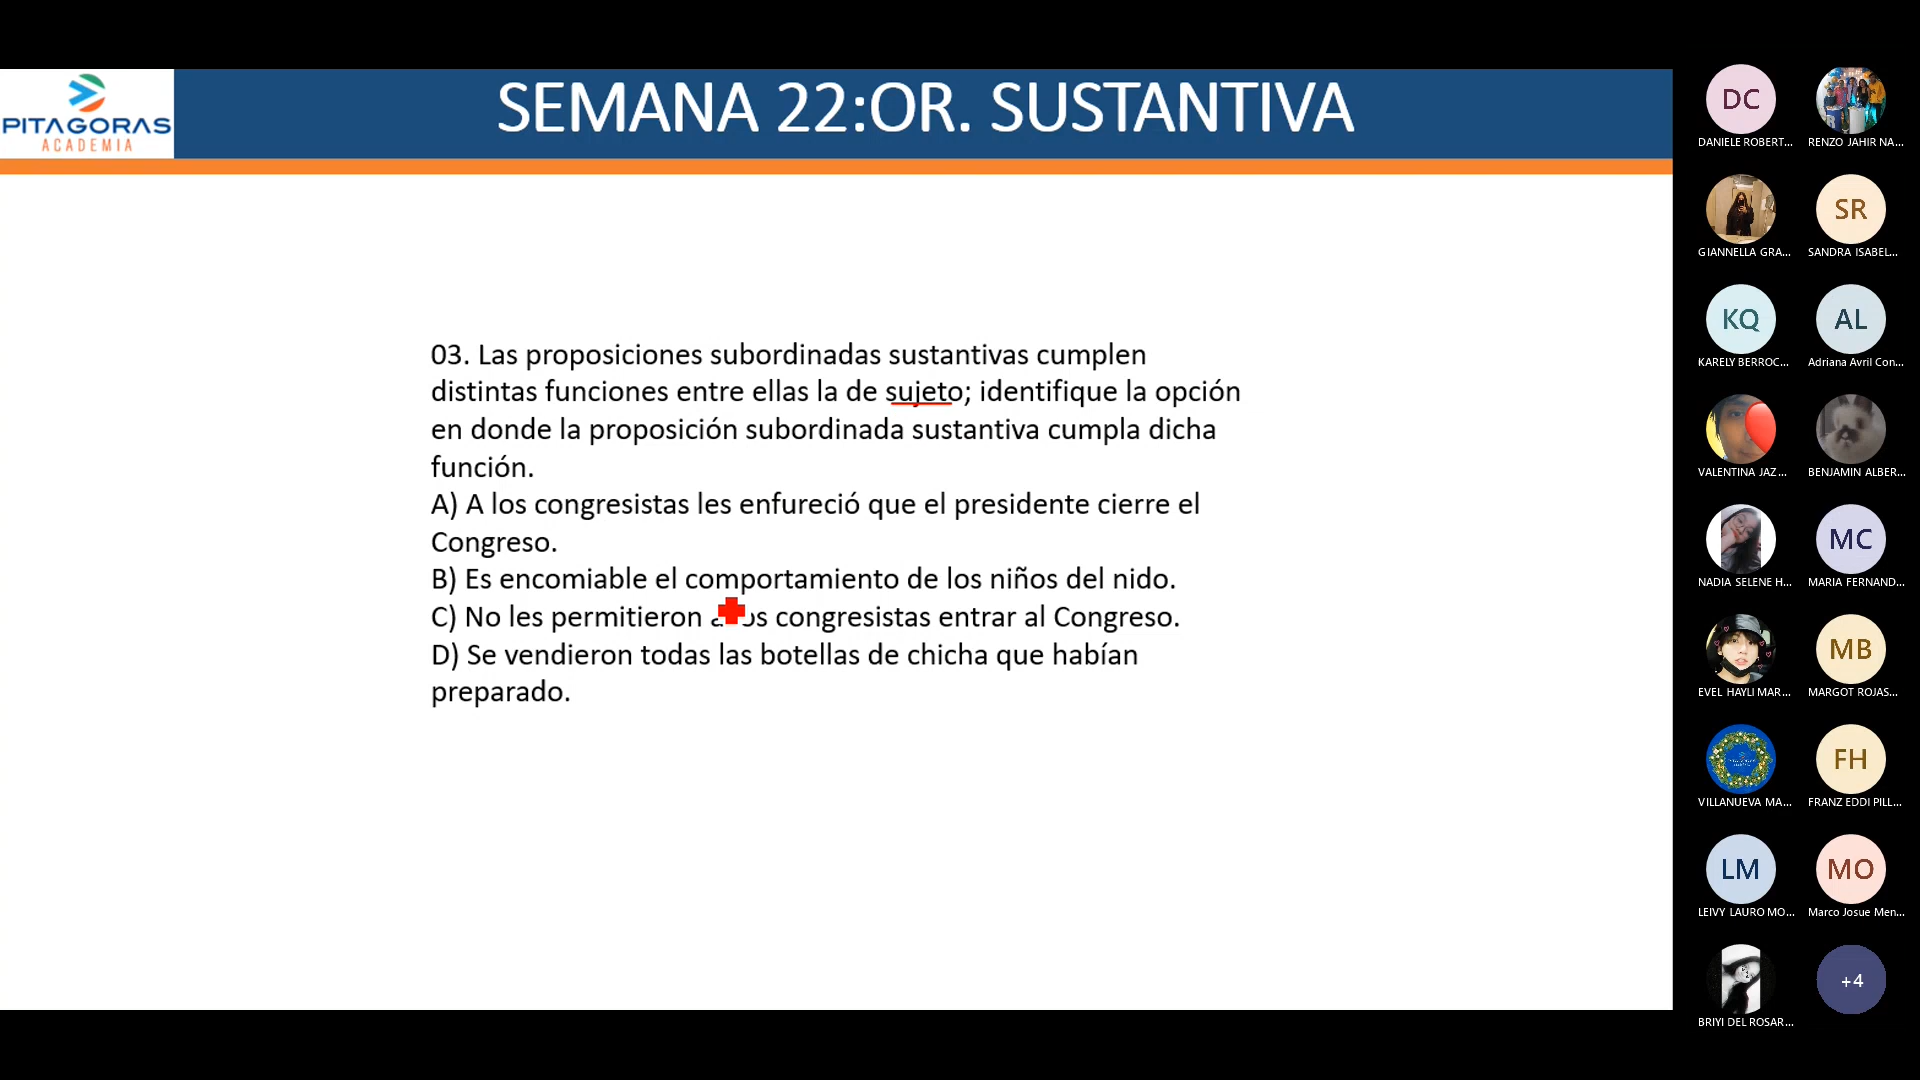 PITAGORAS
ACADEMIA
SEMANA 22:OR. SUSTANTIVA
03. Las proposiciones subordinadas sustantivas cumplen
distintas funciones entre ellas la de sujeto; identifique la opción
en donde la proposición subordinada sustantiva cumpla dicha
función.
A) A los congresistas les enfureció que el presidente cierre el
Congreso.
B) Es encomiable el comportamiento de los niños del nido.
C) No les permitieron a los congresistas entrar al Congreso.
D) Se vendieron todas las botellas de chicha que habían
preparado.
DC
DANIELE ROBERT...
RENZO JAHIR NA...
GIANNELLA GRA...
SR
SANDRA ISABEL...
KQ
KARELY BERROC...
AL
Adriana Avril Con...
VALENTINA JAZ...
BENJAMIN ALBER...
NADIA SELENE H...
MC
MARIA FERNAND...
EVEL HAYLI MAR...
MB
MARGOT ROJAS...
VILLANUEVA MA...
FH
FRANZ EDDI PILL...
LM
LEIVY LAURO MO...
MO
Marco Josue Men...
BRIYI DEL ROSAR...
+4